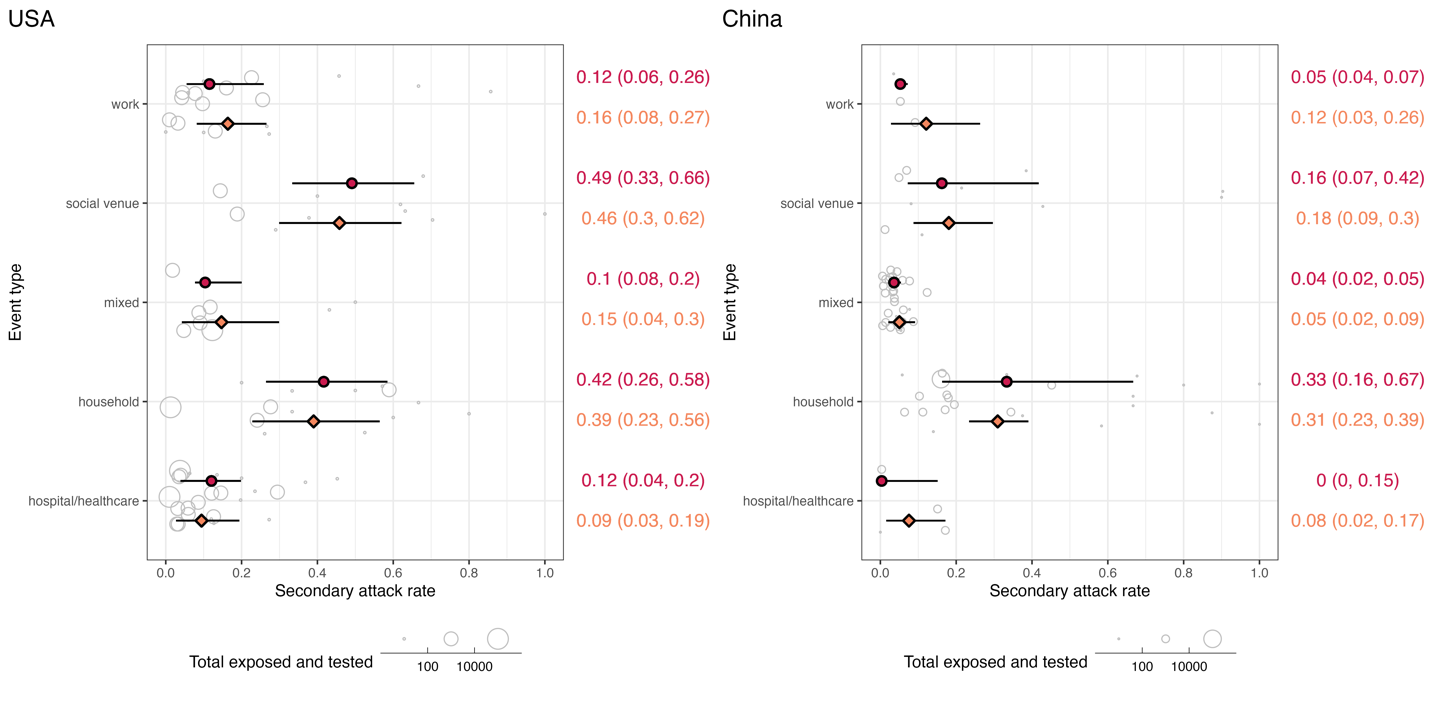 USA
Event type
work
social venue
mixed
household
hospital/healthcare
0.12 (0.06, 0.26)
0.16 (0.08, 0.27)
0.49 (0.33, 0.66)
0.46 (0.3, 0.62)
0.1 (0.08, 0.2)
0.15 (0.04, 0.3)
0.42 (0.26, 0.58)
0.39 (0.23, 0.56)
0.12 (0.04, 0.2)
0.09 (0.03, 0.19)
0.0 0.2 0.4 0.6 0.8 1.0
Secondary attack rate
Total exposed and tested
100 10000
China
Event type
work
social venue
mixed
household
hospital/healthcare
0.05 (0.04, 0.07)
0.12 (0.03, 0.26)
0.16 (0.07, 0.42)
0.18 (0.09, 0.3)
0.04 (0.02, 0.05)
0.05 (0.02, 0.09)
0.33 (0.16, 0.67)
0.31 (0.23, 0.39)
0 (0, 0.15)
0.08 (0.02, 0.17)
0.0 0.2 0.4 0.6 0.8 1.0
Secondary attack rate
Total exposed and tested
100 10000